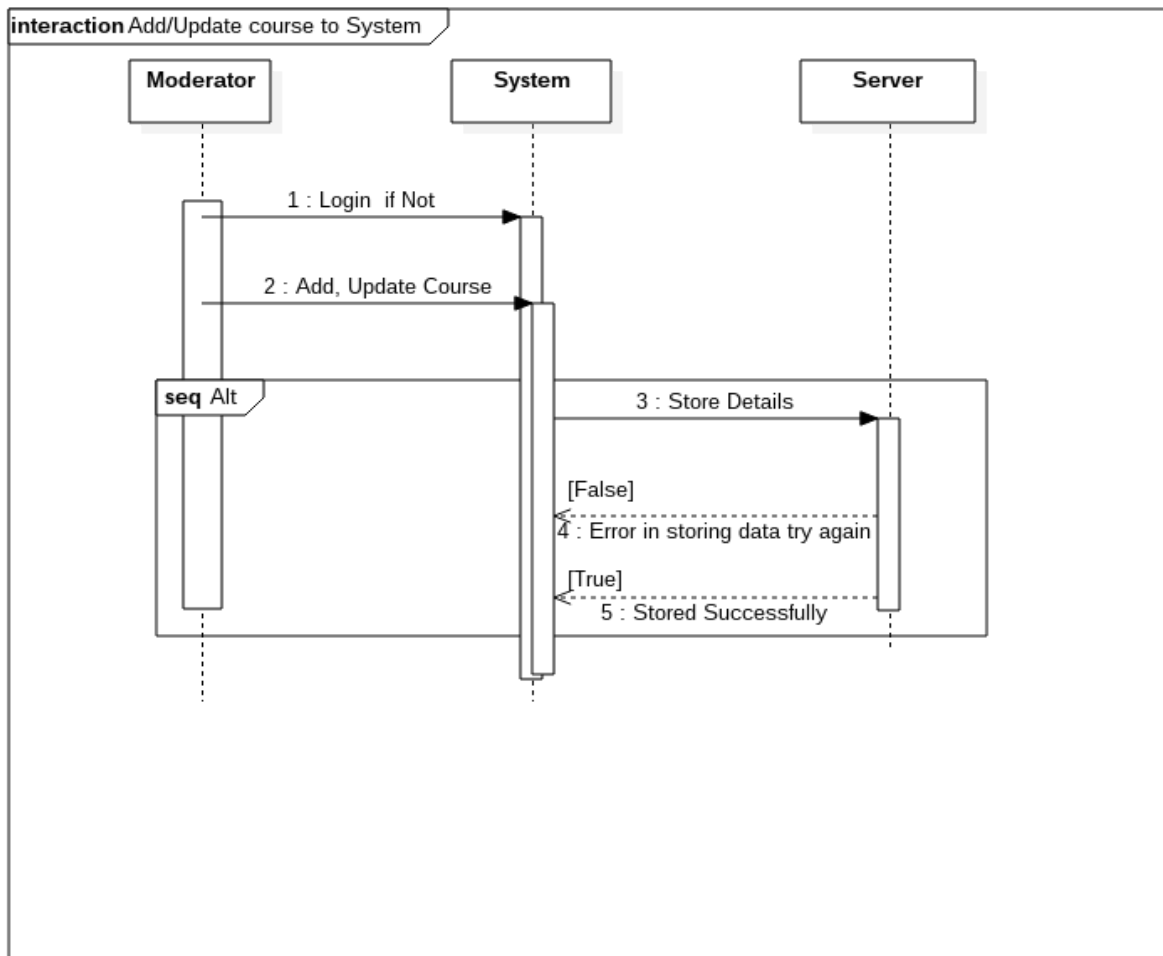 interaction Add/Update course to System
Moderator
System
Server
1 : Login  if Not
2 : Add, Update Course
seq Alt
3 : Store Details
[False]
4 : Error in storing data try again
[True]
5 : Stored Successfully